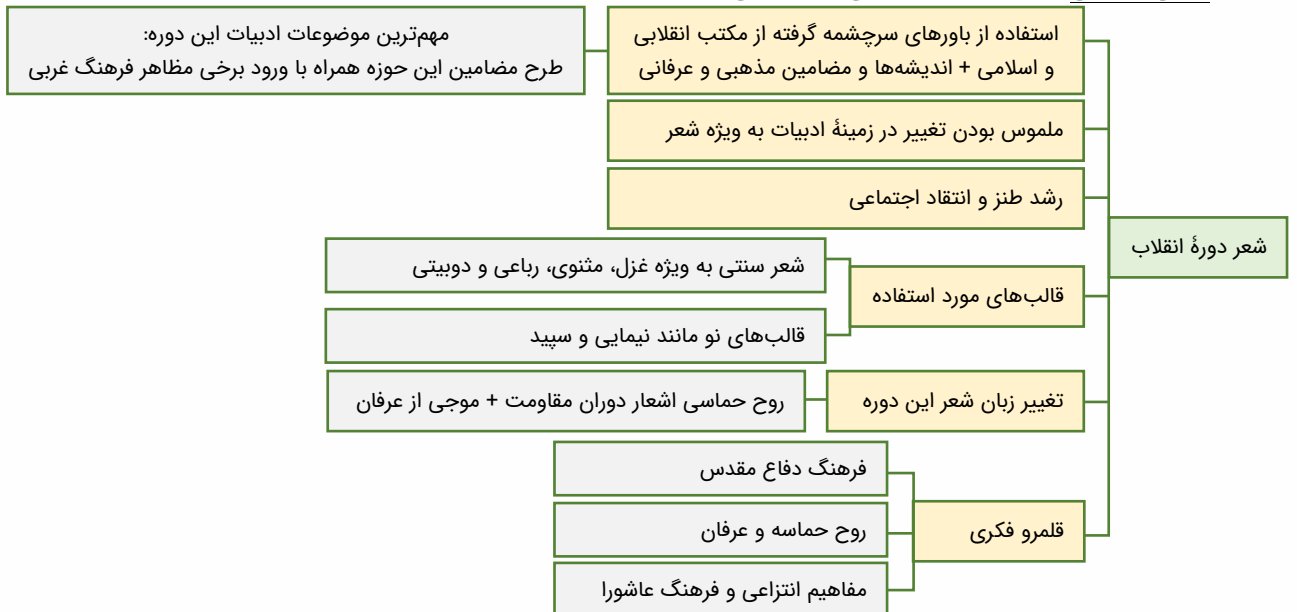 شعر دورهٔ انقلاب
استفاده از باورهای سرچشمه گرفته از مکتب انقلابی
و اسلامی + اندیشه‌ها و مضامین مذهبی و عرفانی
مهم‌ترین موضوعات ادبیات این دوره:
طرح مضامین این حوزه همراه با ورود برخی مظاهر فرهنگ غربی
ملموس بودن تغییر در زمینهٔ ادبیات به ویژه شعر
رشد طنز و انتقاد اجتماعی
قالب‌های مورد استفاده
شعر سنتی به ویژه غزل، مثنوی، رباعی و دوبیتی
قالب‌های نو مانند نیمایی و سپید
تغییر زبان شعر این دوره
روح حماسی اشعار دوران مقاومت + موجی از عرفان
قلمرو فکری
فرهنگ دفاع مقدس
روح حماسه و عرفان
مفاهیم انتزاعی و فرهنگ عاشورا